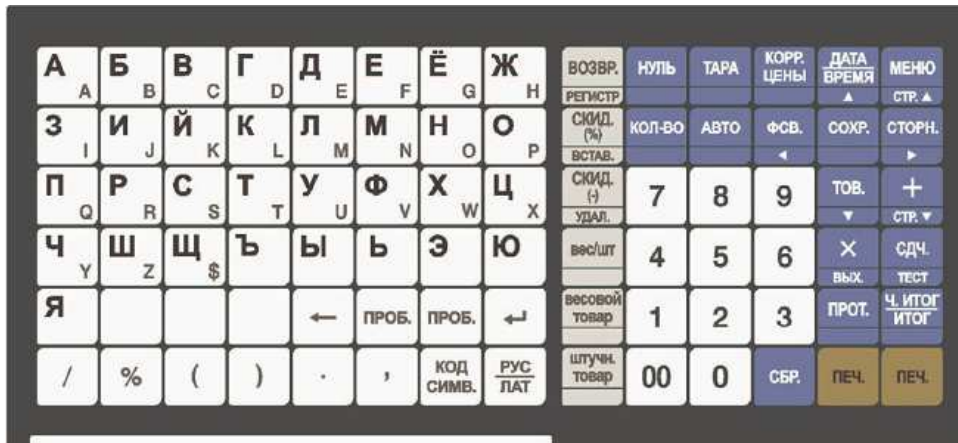 А A Б B В C Г D Д E Е F Ё G Ж H ВОЗВР. РЕГИСТР НУЛЬ ТАРА КОРР. ЦЕНЫ ДАТА ВРЕМЯ ▲ МЕНЮ СТР. ▲
З I И J Й K К L Л M М N Н O О P СКИД. (%) ВСТАВ. КОЛ-ВО АВТО ФСВ. ◄ СОХР. СТОРН. ►
П Q Р R С S Т T У U Ф V Х W Ц X СКИД. (-) УДАЛ. 7 8 9 ТОВ. ▼ + СТР. ▼
Ч Y Ш Z Щ $ Ъ Ы Ь Э Ю вес/шт 4 5 6 × ВЫХ. СДЧ. ТЕСТ
Я ← ПРОБ. ПРОБ. ↵ весовой товар 1 2 3 ПРОТ. Ч. ИТОГ ИТОГ
/ % ( ) . , КОД СИМВ. РУС ЛАТ штучн. товар 00 0 СБР. ПЕЧ. ПЕЧ.